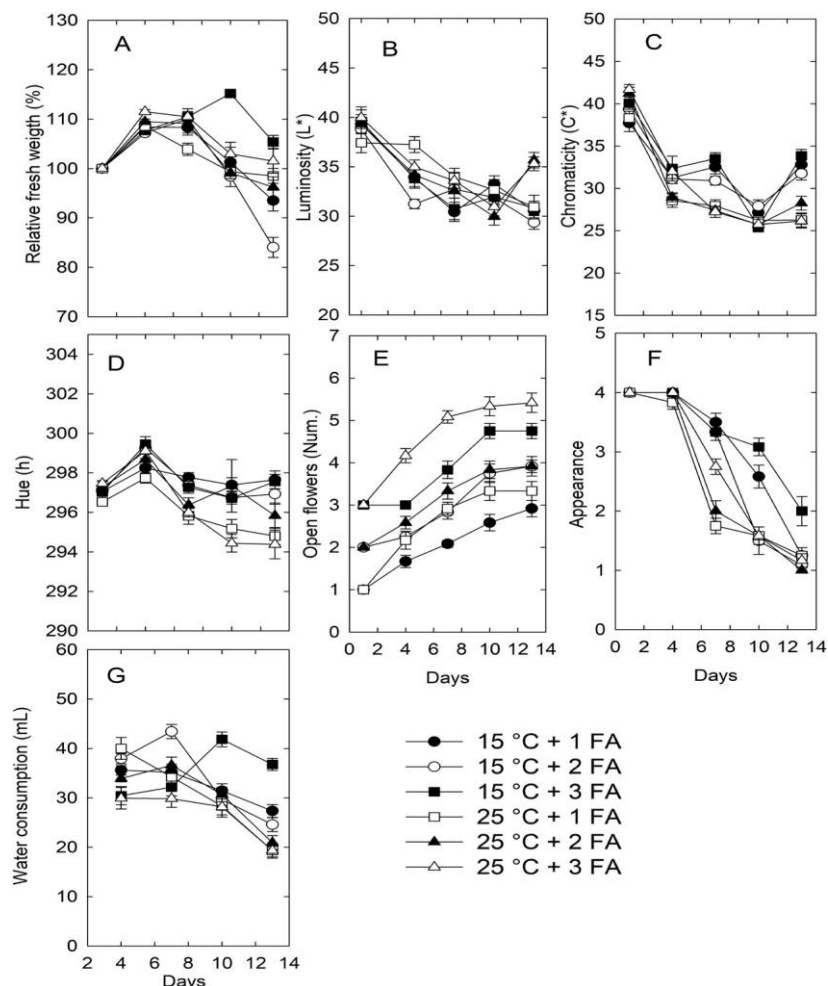 A
Relative fresh weigth (%)
130
120
110
100
90
80
70
B
Luminosity (L*)
50
45
40
35
30
25
20
C
Chromaticity (C*)
50
45
40
35
30
25
20
15
D
Hue (h)
304
302
300
298
296
294
292
290
E
Open flowers (Num.)
7
6
5
4
3
2
1
0
0 2 4 6 8 10 12 14
Days
F
Appearance
5
4
3
2
1
0
0 2 4 6 8 10 12 14
Days
G
Water consumption (mL)
60
50
40
30
20
10
0
2 4 6 8 10 12 14
Days
15 °C + 1 FA
15 °C + 2 FA
15 °C + 3 FA
25 °C + 1 FA
25 °C + 2 FA
25 °C + 3 FA